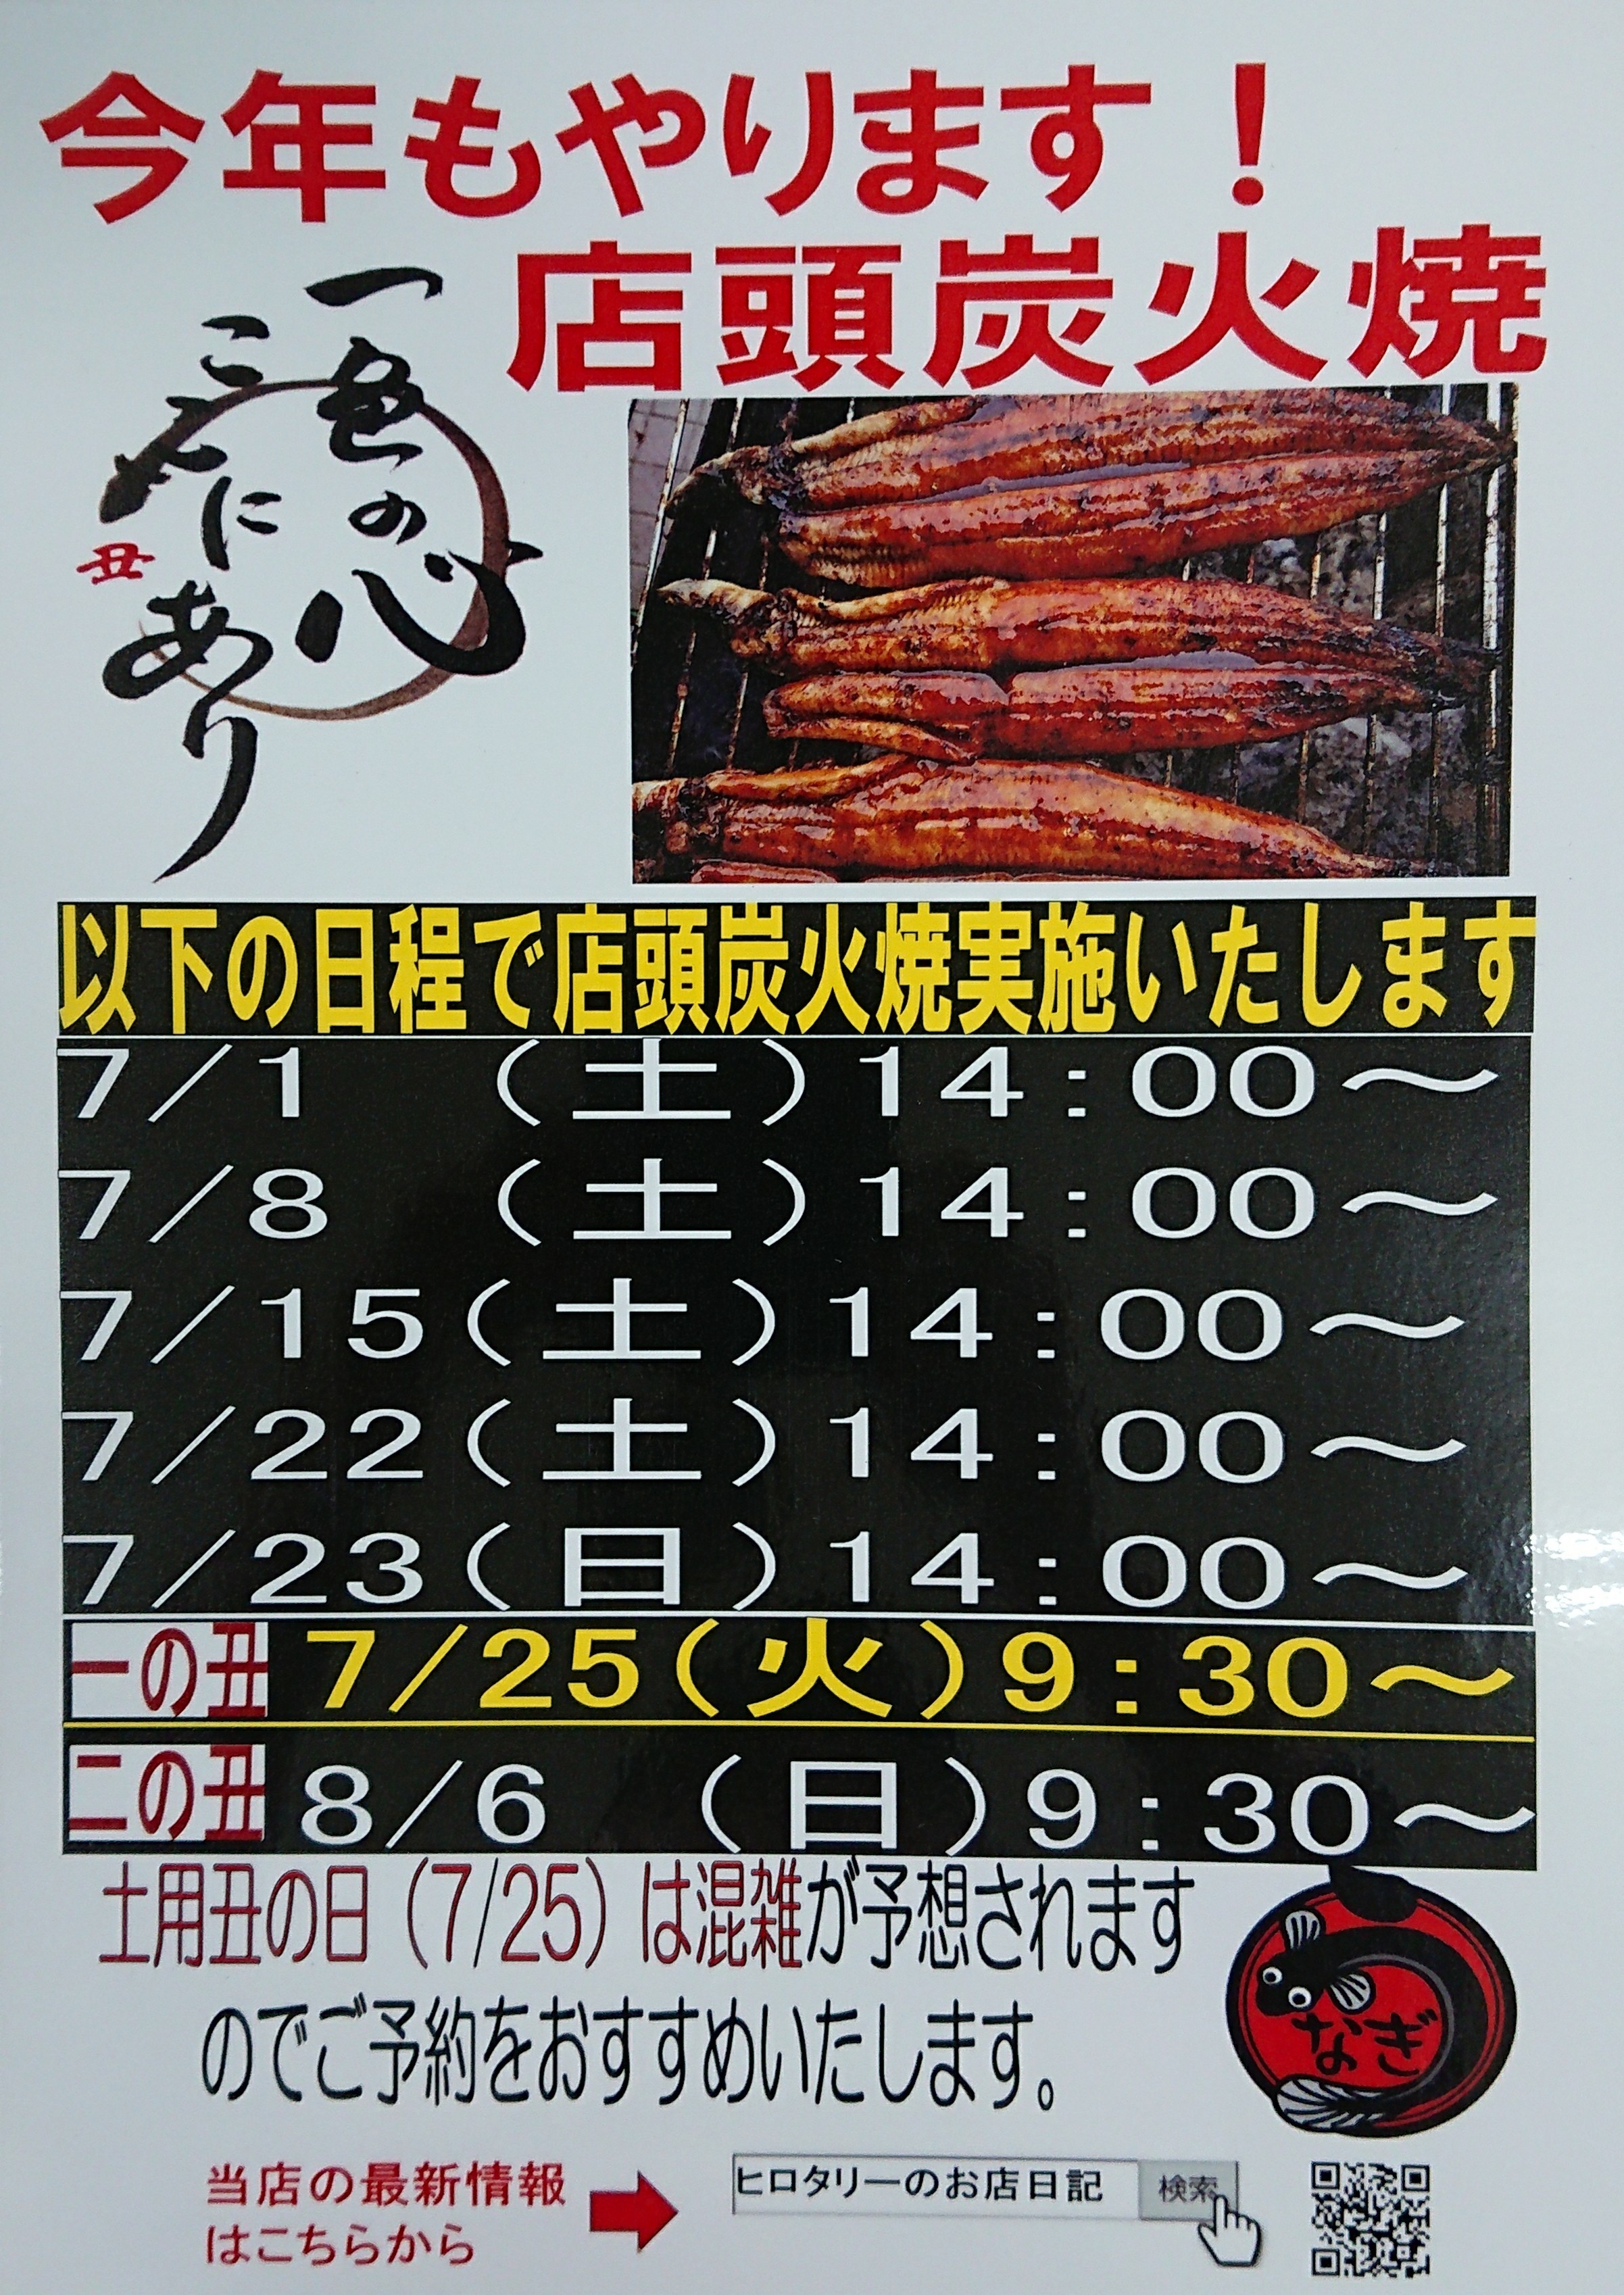 今年もやります！
店頭炭火焼
一色の心
ここにあり
丑
以下の日程で店頭炭火焼実施いたします
7/1　（土）14：00～
7/8　（土）14：00～
7/15（土）14：00～
7/22（土）14：00～
7/23（日）14：00～
一の丑 7/25（火）9：30～
二の丑 8/6　（日）9：30～
土用丑の日（7/25）は混雑が予想されます
のでご予約をおすすめいたします。
なぎ
当店の最新情報
はこちらから
ヒロタリーのお店日記 検索